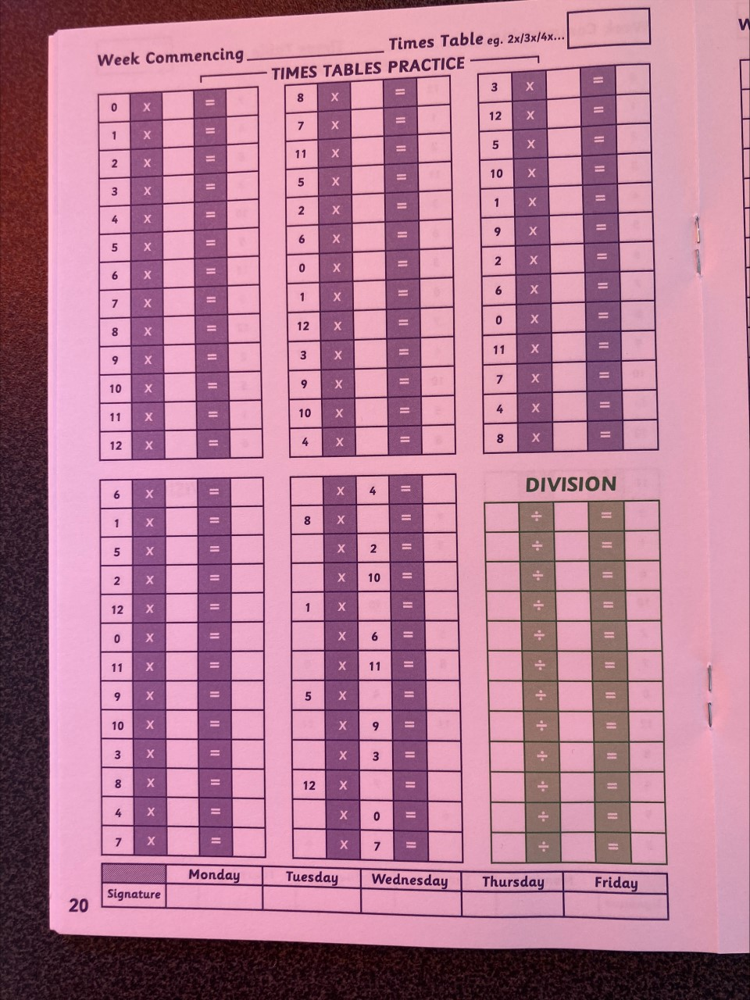 Week Commencing ____________ Times Table eg. 2x/3x/4x...
TIMES TABLES PRACTICE
0 x =
1 x =
2 x =
3 x =
4 x =
5 x =
6 x =
7 x =
8 x =
9 x =
10 x =
11 x =
12 x =
8 x =
7 x =
11 x =
5 x =
2 x =
6 x =
0 x =
1 x =
12 x =
3 x =
9 x =
10 x =
4 x =
3 x =
12 x =
5 x =
10 x =
1 x =
9 x =
2 x =
6 x =
0 x =
11 x =
7 x =
4 x =
8 x =
6 x =
1 x =
5 x =
2 x =
12 x =
0 x =
11 x =
9 x =
10 x =
3 x =
8 x =
4 x =
7 x =
x 4 =
8 x =
x 2 =
x 10 =
1 x =
x 6 =
x 11 =
5 x =
x 9 =
x 3 =
12 x =
x 0 =
x 7 =
DIVISION
÷ =
÷ =
÷ =
÷ =
÷ =
÷ =
÷ =
÷ =
÷ =
÷ =
÷ =
÷ =
Monday Tuesday Wednesday Thursday Friday
Signature
20